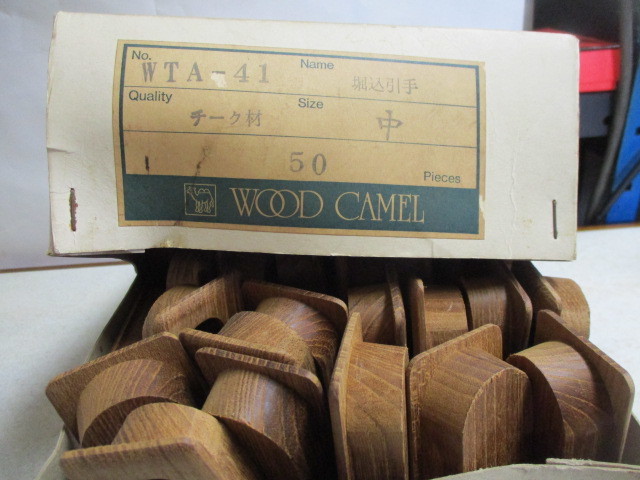 No. WTA-41 Name 堀込引手
Quality チーク材 Size 中
50 Pieces
WOOD CAMEL